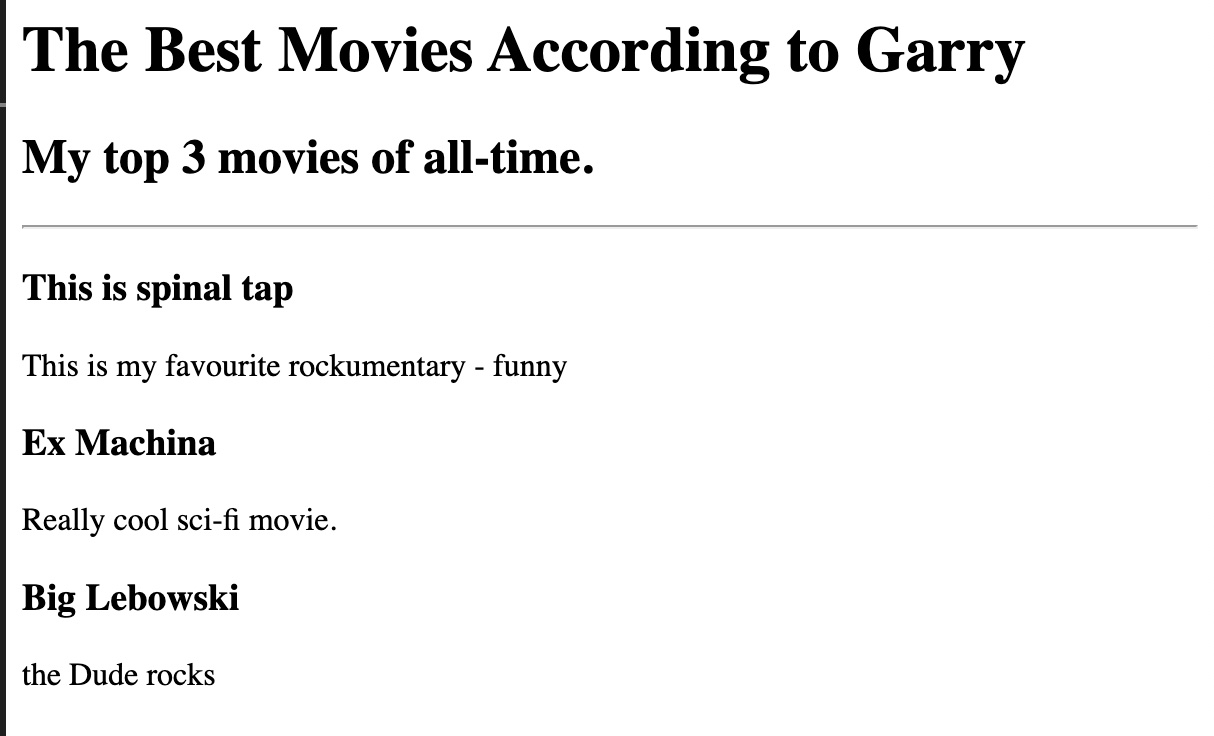 The Best Movies According to Garry
My top 3 movies of all-time.
This is spinal tap
This is my favourite rockumentary - funny
Ex Machina
Really cool sci-fi movie.
Big Lebowski
the Dude rocks